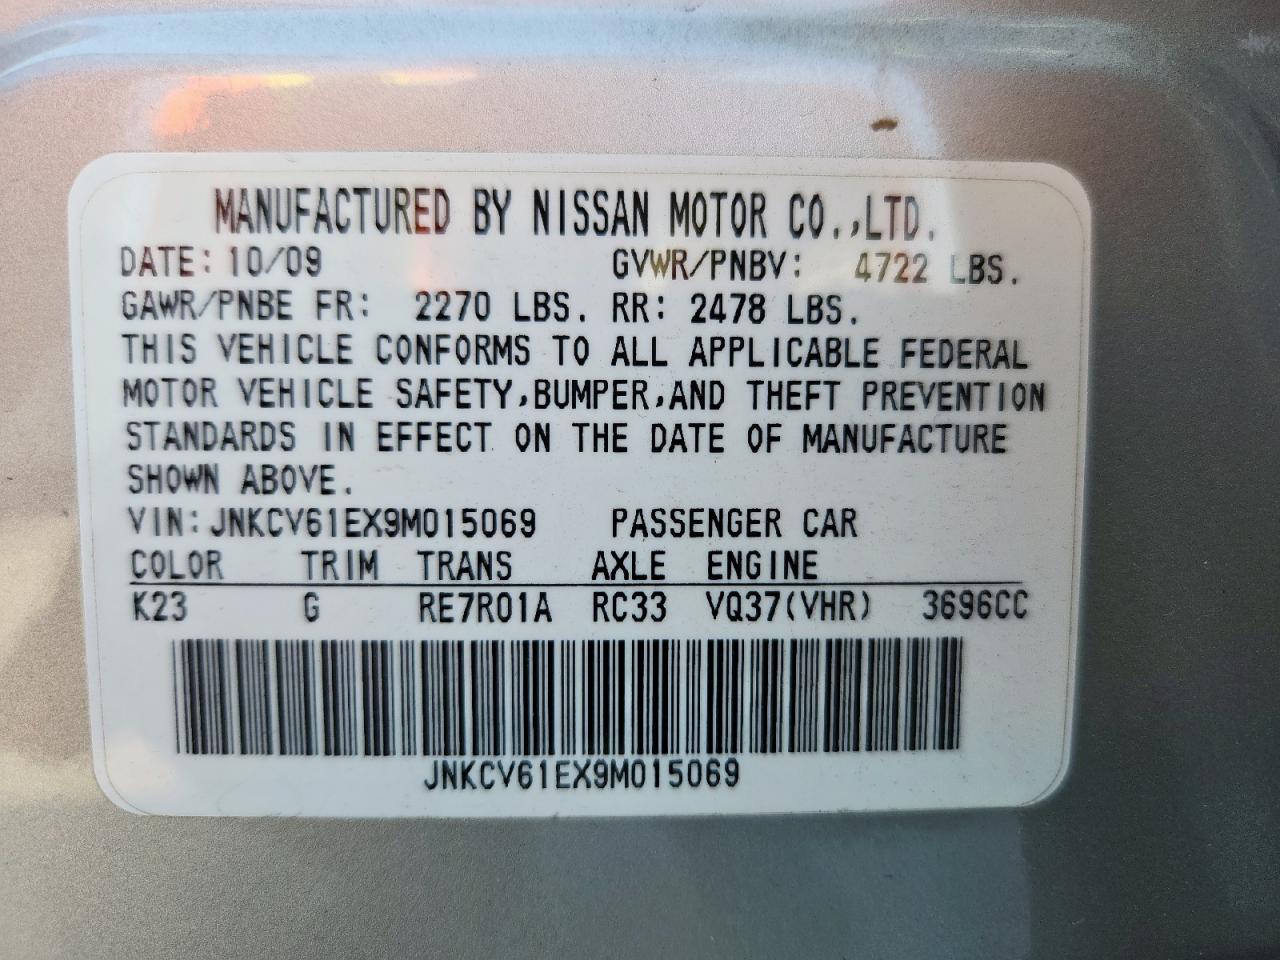 MANUFACTURED BY NISSAN MOTOR CO.,LTD.
DATE: 10/09 GVWR/PNBV: 4722 LBS.
GAWR/PNBE FR: 2270 LBS. RR: 2478 LBS.
THIS VEHICLE CONFORMS TO ALL APPLICABLE FEDERAL
MOTOR VEHICLE SAFETY,BUMPER,AND THEFT PREVENTION
STANDARDS IN EFFECT ON THE DATE OF MANUFACTURE
SHOWN ABOVE.
VIN:JNKCV61EX9M015069 PASSENGER CAR
COLOR TRIM TRANS AXLE ENGINE
K23 G RE7R01A RC33 VQ37(VHR) 3696CC
JNKCV61EX9M015069